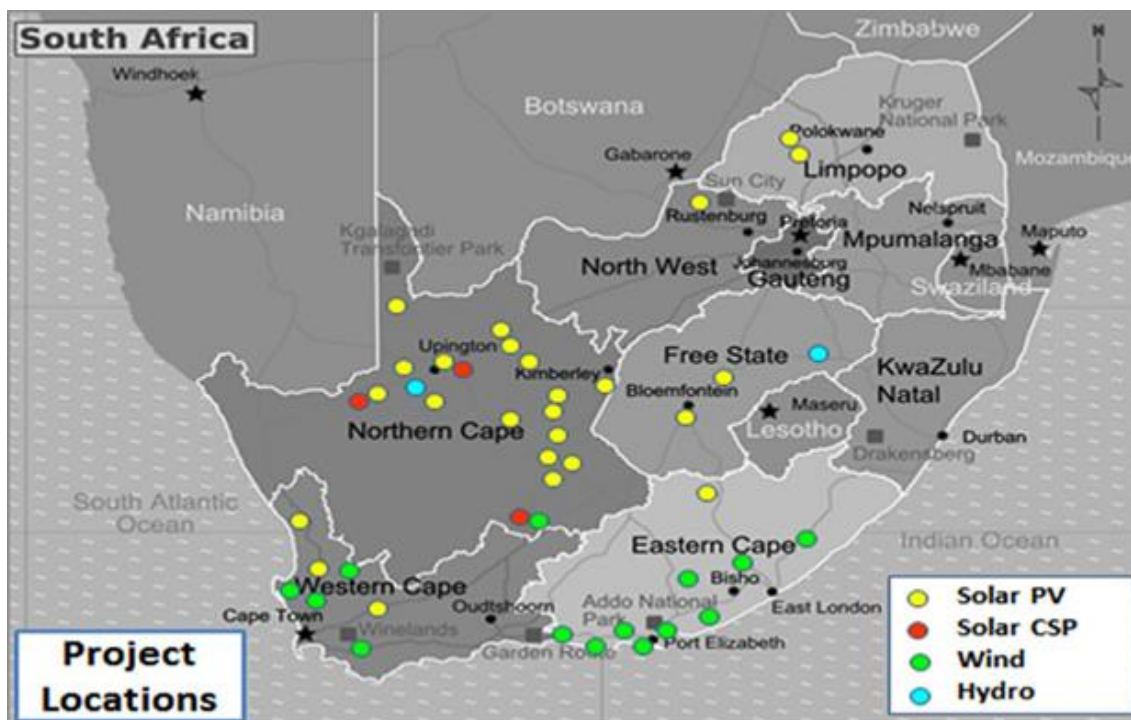 South Africa
Zimbabwe
Windhoek
Botswana
Kruger
National Park
Polokwane
Gabarone
Limpopo
Mozambique
Sun City
Namibia
Kgalagadi
Transfontier Park
Rustenburg
Pretoria
Nelspruit
Mpumalanga
Maputo
North West
Johannesburg
Gauteng
Mbabane
Swaziland
Upington
Kimberley
Free State
KwaZulu
Natal
Bloemfontein
Maseru
Northern Cape
Lesotho
Durban
Drakensberg
South Atlantic
Ocean
Eastern Cape
Indian Ocean
Western Cape
Bisho
Oudtshoorn
Addo National
Park
East London
Cape Town
Winelands
Garden Route
Port Elizabeth
Project
Locations
Solar PV
Solar CSP
Wind
Hydro
N